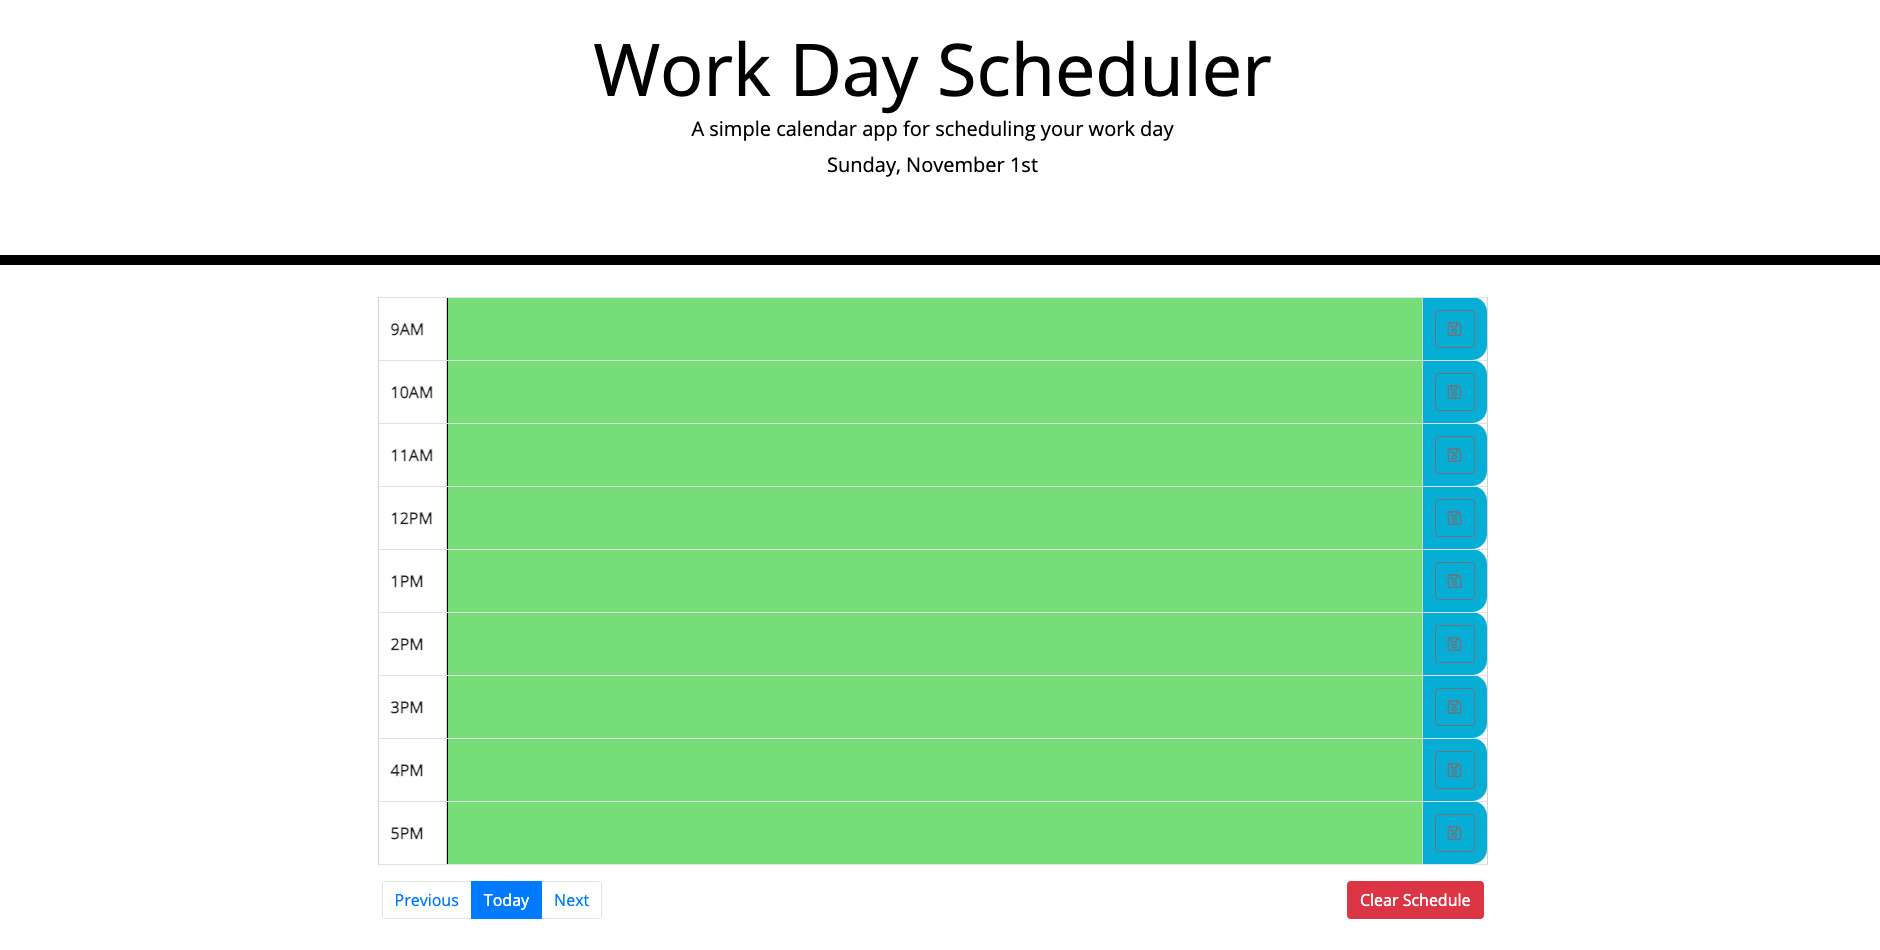 Work Day Scheduler
A simple calendar app for scheduling your work day
Sunday, November 1st
9AM
10AM
11AM
12PM
1PM
2PM
3PM
4PM
5PM
Previous Today Next Clear Schedule